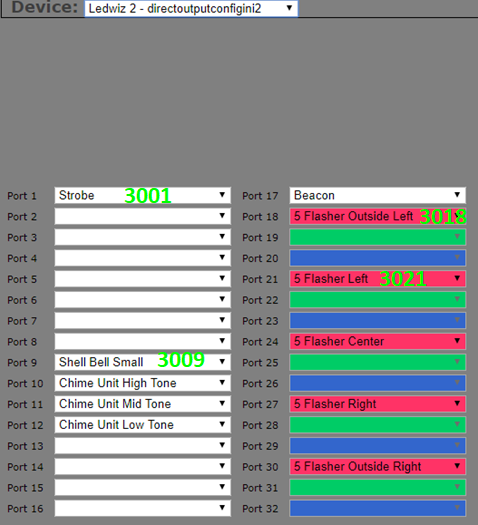 Device: Ledwiz 2 - directoutputconfigini2
Port 1 Strobe 3001 Port 17 Beacon
Port 2 Port 18 5 Flasher Outside Left 3018
Port 3 Port 19
Port 4 Port 20
Port 5 Port 21 5 Flasher Left 3021
Port 6 Port 22
Port 7 Port 23
Port 8 Port 24 5 Flasher Center
Port 9 Shell Bell Small 3009 Port 25
Port 10 Chime Unit High Tone Port 26
Port 11 Chime Unit Mid Tone Port 27 5 Flasher Right
Port 12 Chime Unit Low Tone Port 28
Port 13 Port 29
Port 14 Port 30 5 Flasher Outside Right
Port 15 Port 31
Port 16 Port 32